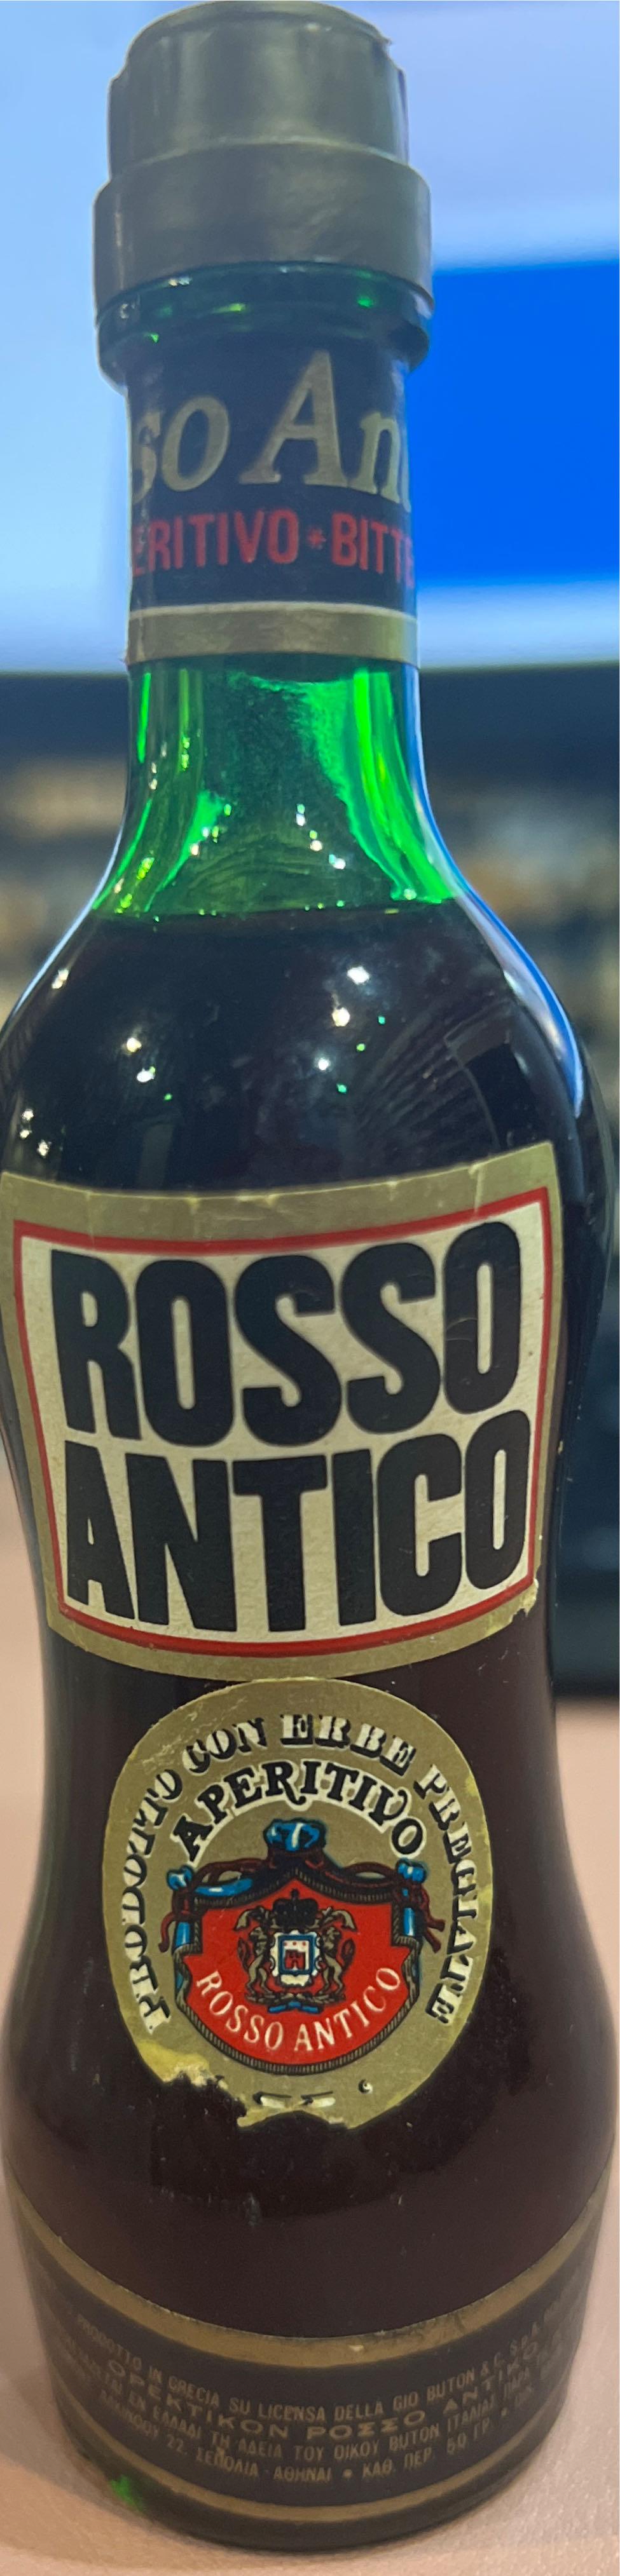 so An
ERITIVO * BITTE
ROSSO
ANTICO
PRODOTTO CON ERBE PREGIATE
APERITIVO
ROSSO ANTICO
PRODOTTO IN GRECIA SU LICENSA DELLA GIO BUTON & C. S.P.A.
ΟΡΕΚΤΙΚΟΝ ΡΟΣΣΟ ΑΝΤΙΚΟ
ΕΝ ΕΛΛΑΔΙ ΤΗ ΑΔΕΙΑ ΤΟΥ ΟΙΚΟΥ BUTON ΙΤΑΛΙΑΣ ΠΑΡΑ
22, ΣΕΠΟΛΙΑ - ΑΘΗΝΑΙ • ΚΑΘ. ΠΕΡ. 50 ΓΡ. •